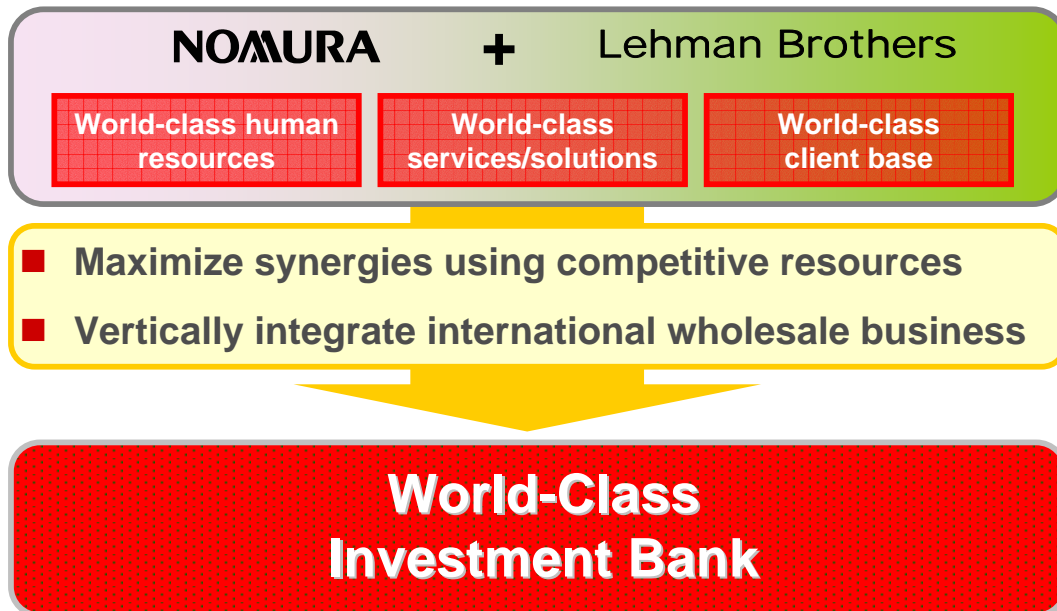 NOMURA + Lehman Brothers
World-class human
resources
World-class
services/solutions
World-class
client base
Maximize synergies using competitive resources
Vertically integrate international wholesale business
World-Class
Investment Bank